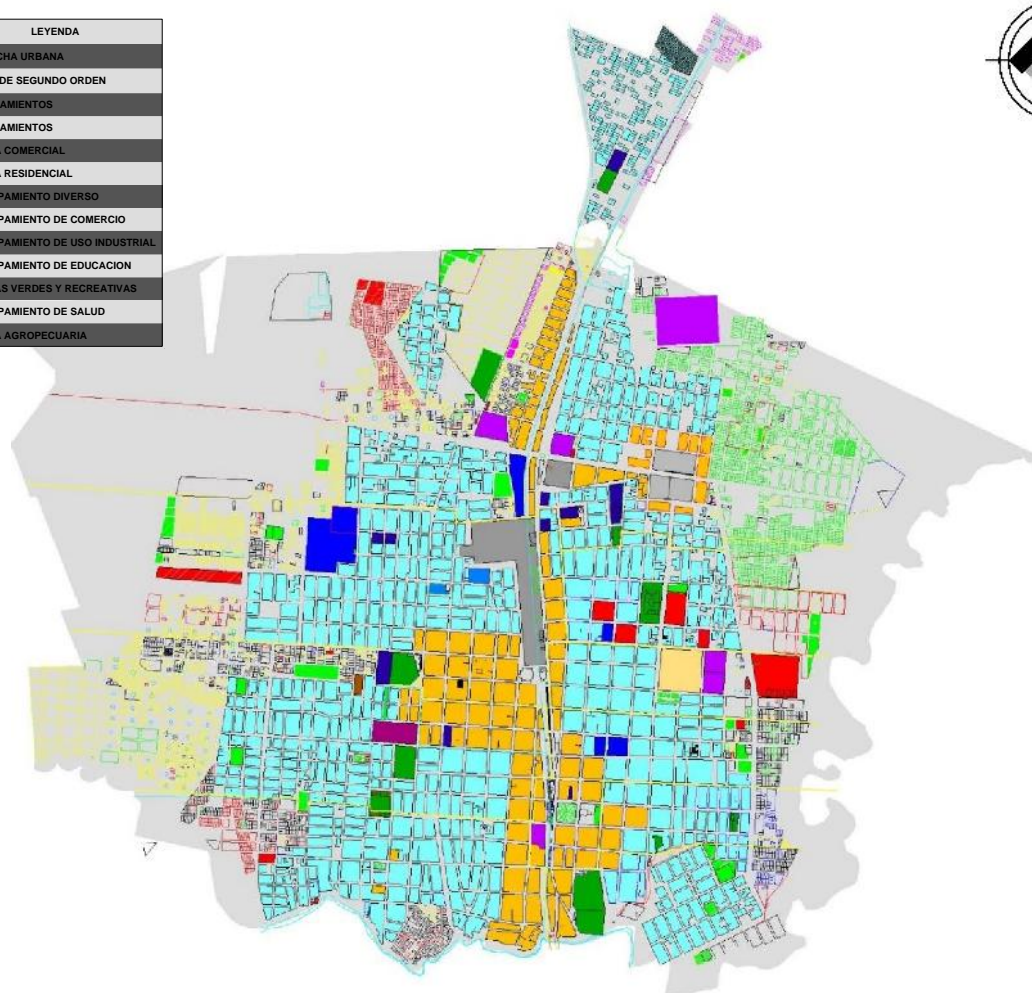 LEYENDA
CHA URBANA
DE SEGUNDO ORDEN
AMIENTOS
AMIENTOS
A COMERCIAL
A RESIDENCIAL
PAMIENTO DIVERSO
PAMIENTO DE COMERCIO
PAMIENTO DE USO INDUSTRIAL
PAMIENTO DE EDUCACION
AS VERDES Y RECREATIVAS
PAMIENTO DE SALUD
A AGROPECUARIA